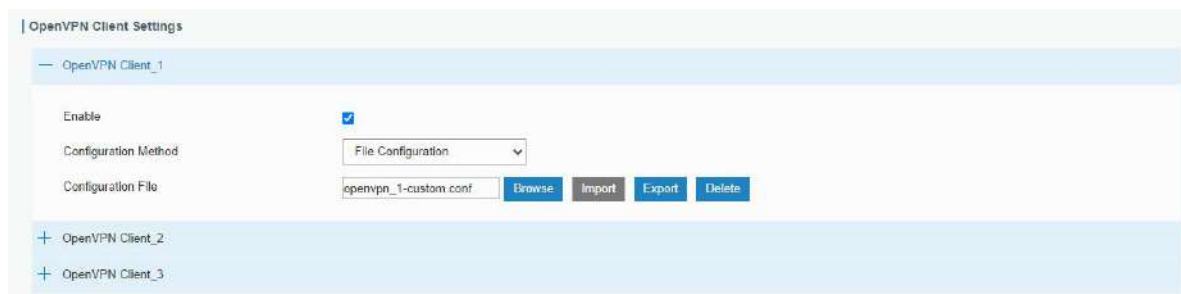 OpenVPN Client Settings
OpenVPN Client_1
Enable
Configuration Method File Configuration
Configuration File openvpn_1-custom.conf Browse Import Export Delete
OpenVPN Client_2
OpenVPN Client_3